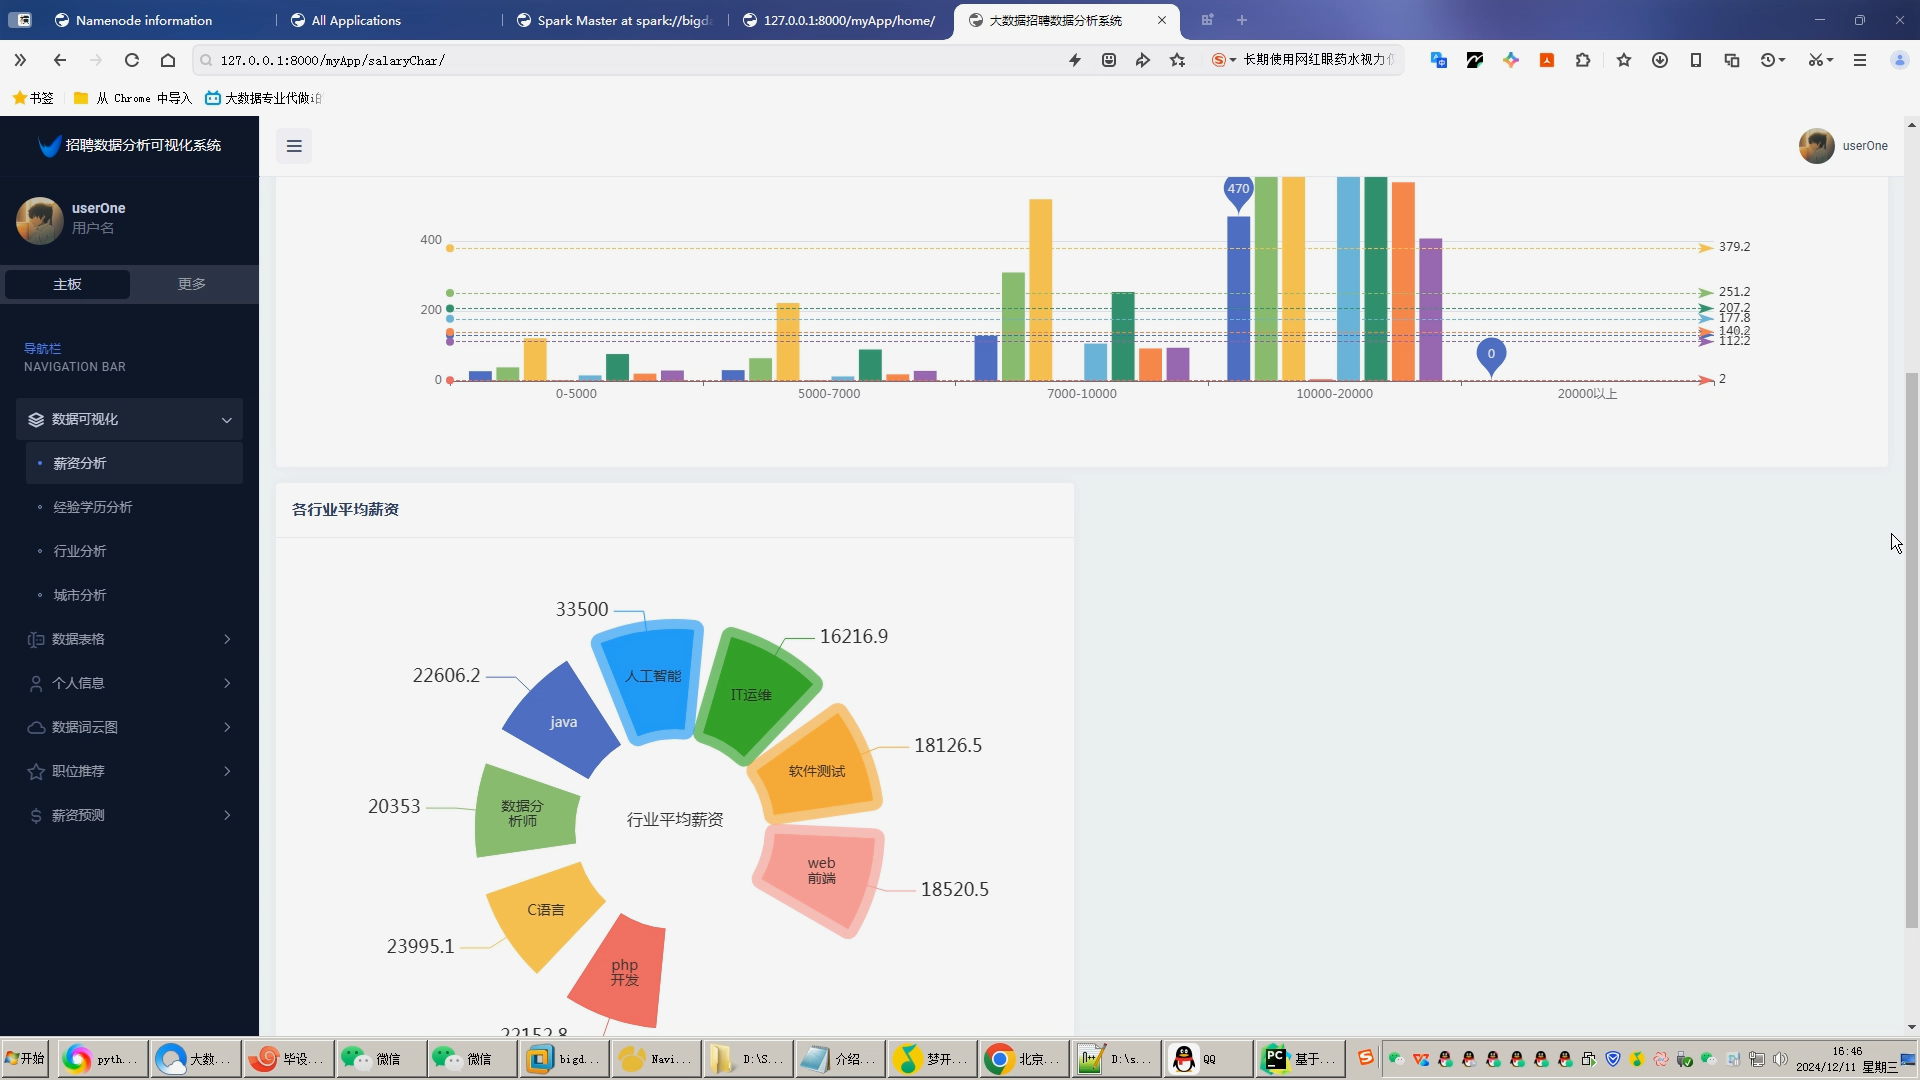 Namenode information
All Applications
Spark Master at spark://bigda
127.0.0.1:8000/myApp/home/
大数据招聘数据分析系统
127.0.0.1:8000/myApp/salaryChar/
长期使用网红眼药水视力
书签
从 Chrome 中导入
大数据专业代做
招聘数据分析可视化系统
userOne
userOne
用户名
主板
更多
导航栏
NAVIGATION BAR
数据可视化
薪资分析
经验学历分析
行业分析
城市分析
数据表格
个人信息
数据词云图
职位推荐
薪资预测
470
400
379.2
251.2
200
207.2
177.8
140.2
112.2
0
0
2
0-5000
5000-7000
7000-10000
10000-20000
20000以上
各行业平均薪资
33500
16216.9
22606.2
人工智能
IT运维
java
18126.5
软件测试
20353
数据分
析师
行业平均薪资
web
前端
18520.5
C语言
23995.1
php
开发
22152.8
开始
pyth...
大数...
毕设...
微信
微信
bigd...
Navi...
D:\S...
介绍...
梦开...
北京...
D:\s...
QQ
基于...
16:46
2024/12/11 星期三